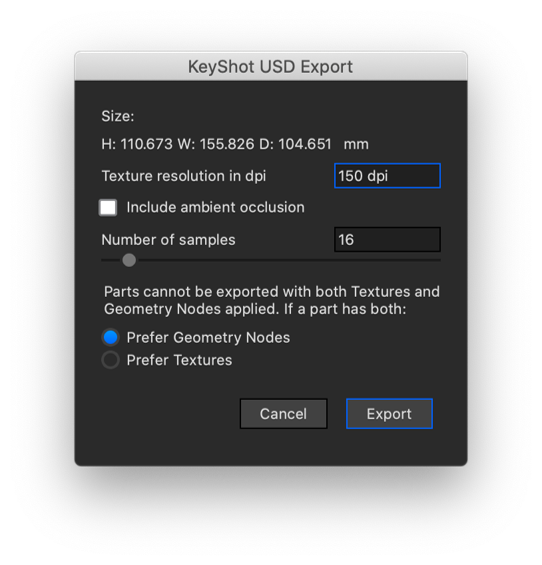 KeyShot USD Export
Size:
H: 110.673 W: 155.826 D: 104.651 mm
Texture resolution in dpi 150 dpi
Include ambient occlusion
Number of samples 16
Parts cannot be exported with both Textures and
Geometry Nodes applied. If a part has both:
Prefer Geometry Nodes
Prefer Textures
Cancel Export